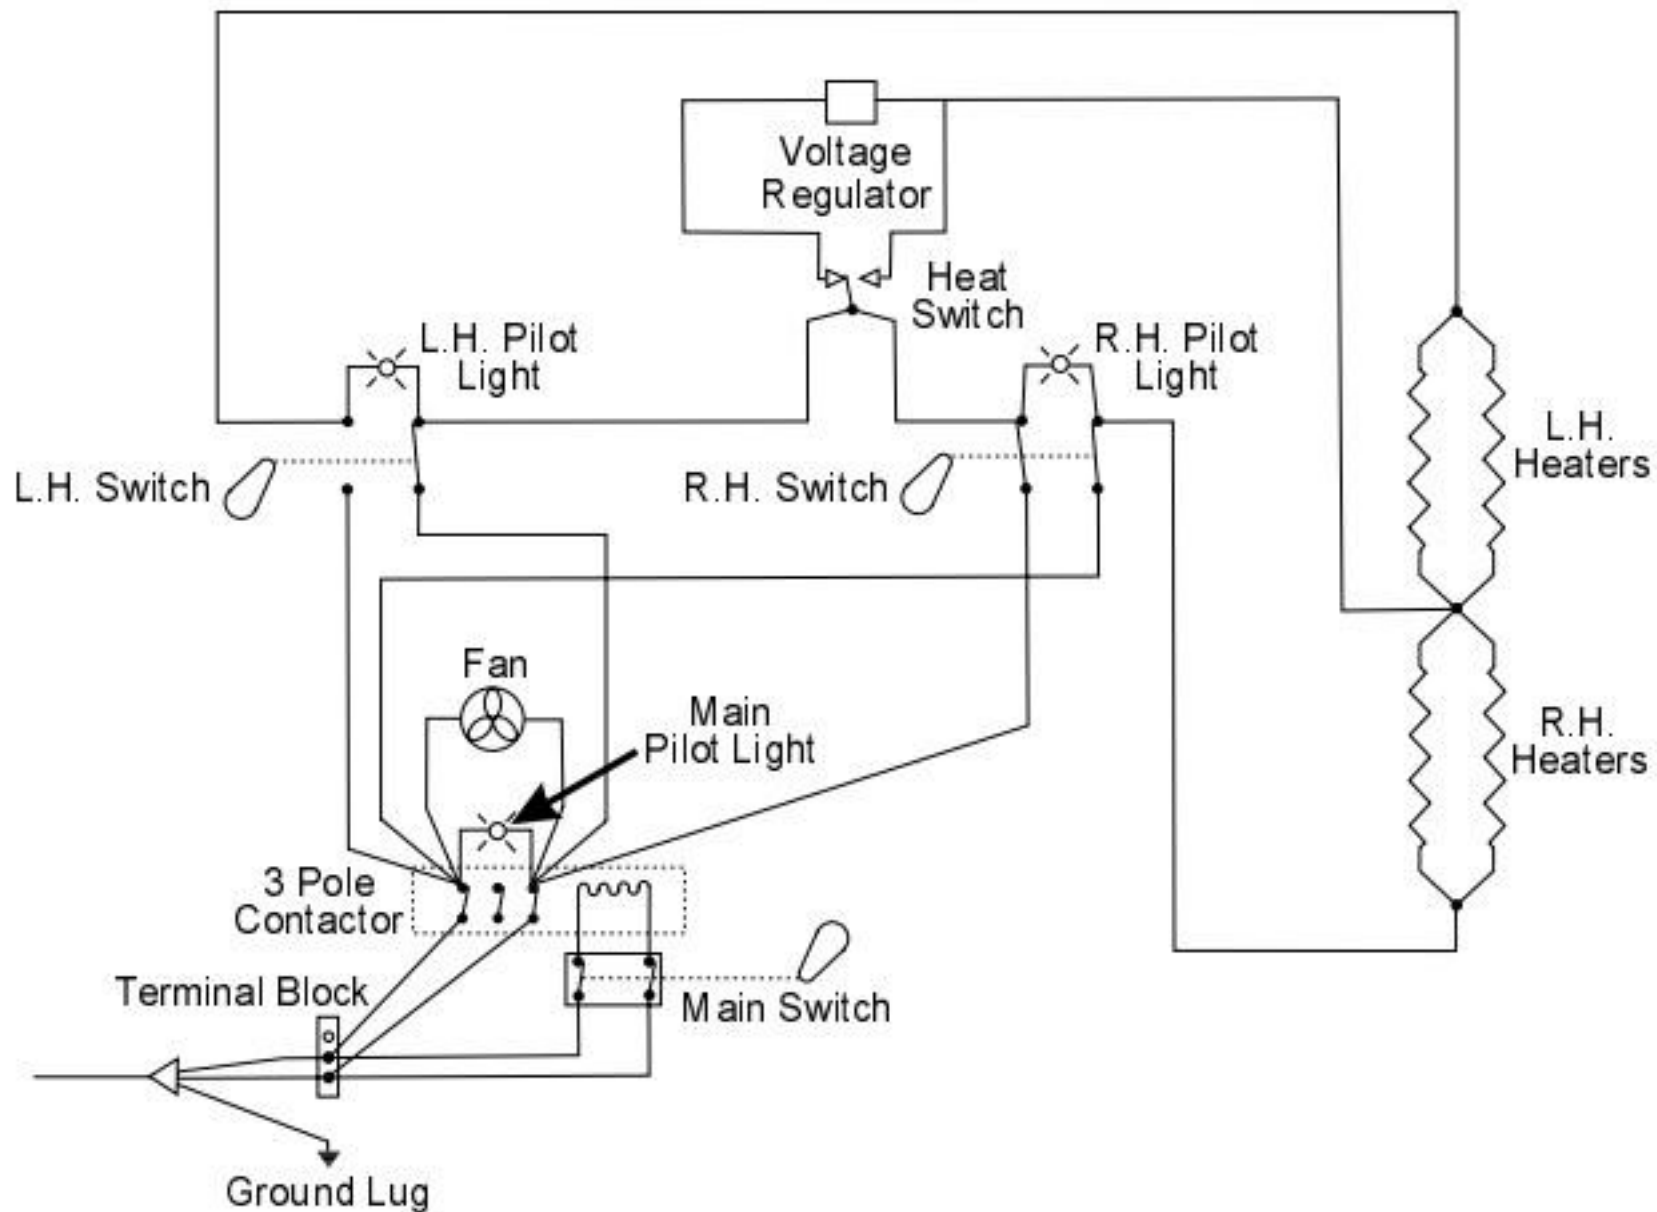 Voltage
Regulator
Heat
Switch
L.H. Pilot
Light
R.H. Pilot
Light
L.H. Switch
R.H. Switch
L.H.
Heaters
Fan
Main
Pilot Light
R.H.
Heaters
3 Pole
Contactor
Terminal Block
Main Switch
Ground Lug